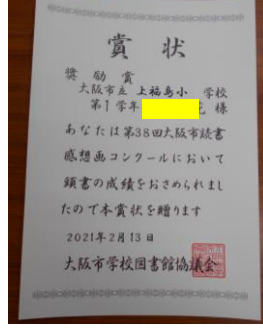 賞状
奨励賞
大阪市立 上福島小 学校
第1学年 花 様
あなたは第38回大阪市読書
感想画コンクールにおいて
頭書の成績をおさめられまし
たので本賞状を贈ります
2021年2月13日
大阪市学校図書館協議会